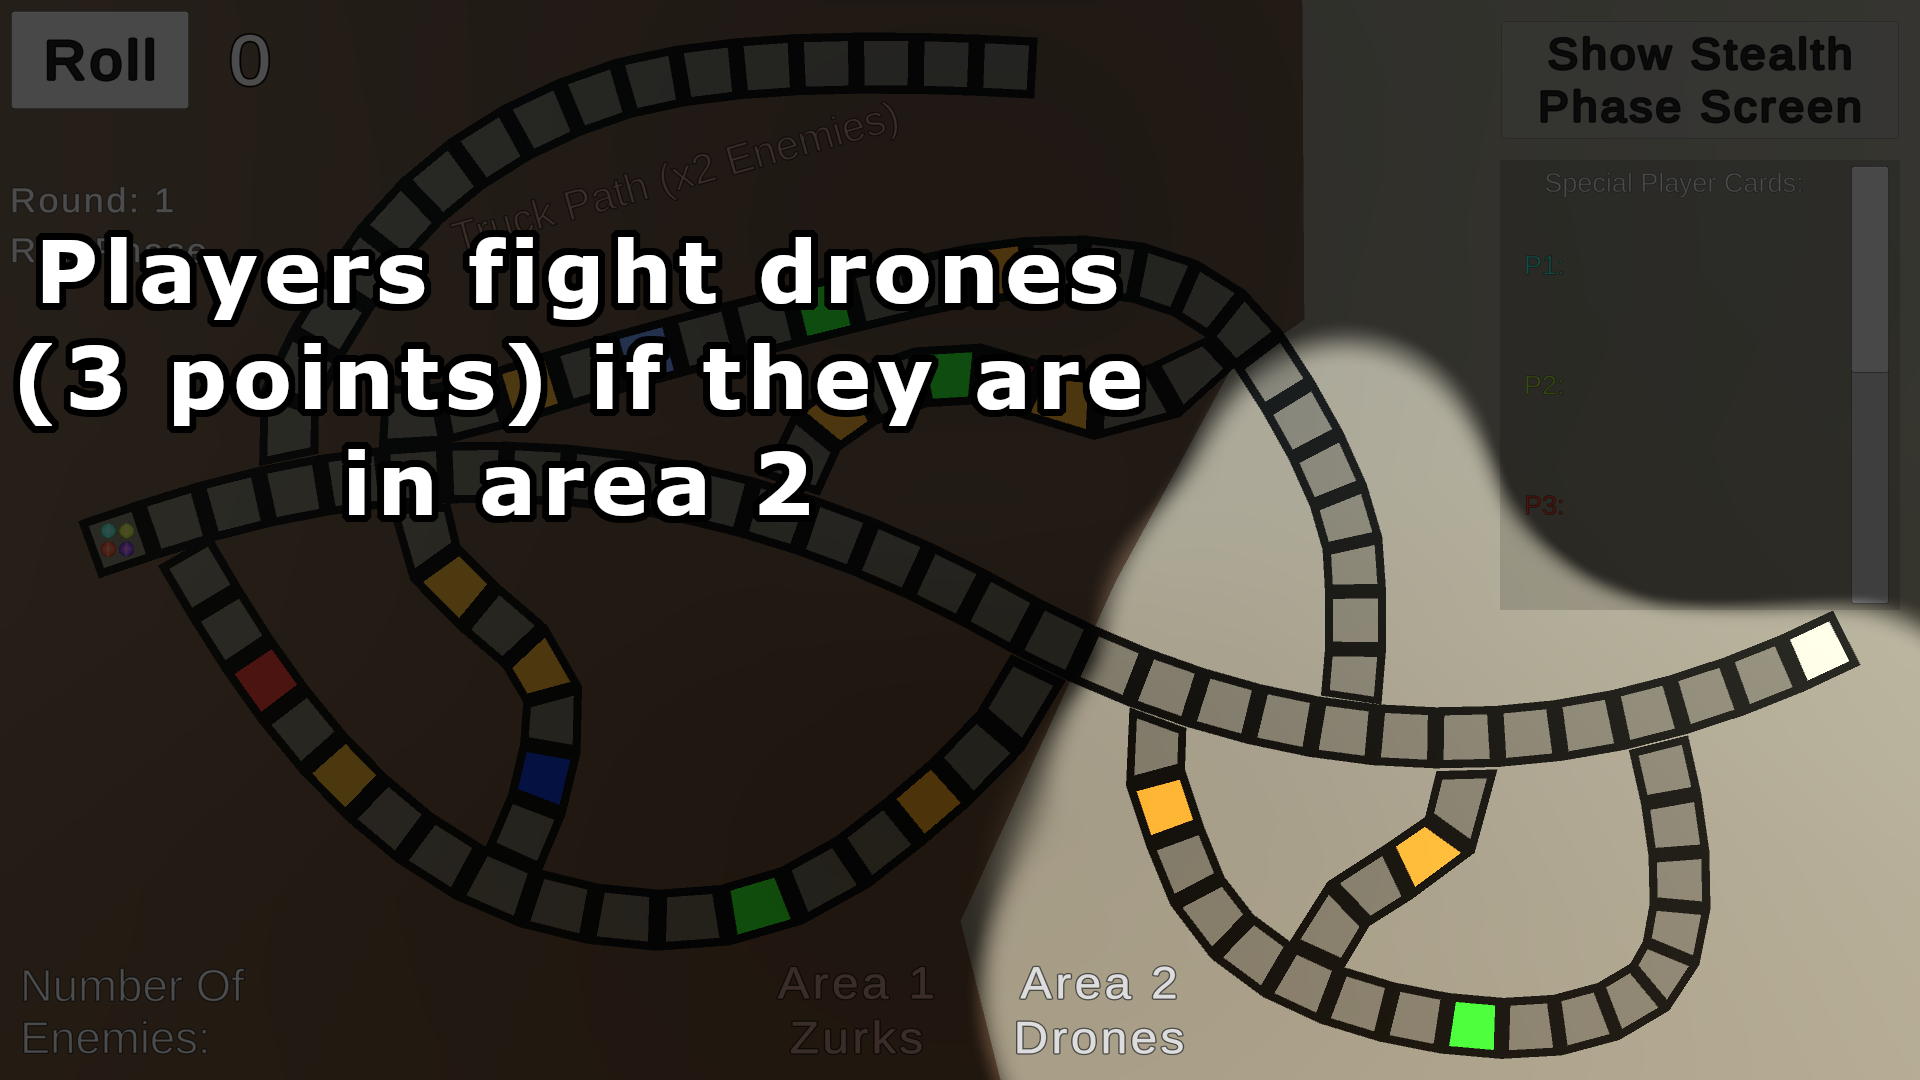 Roll
0
Show Stealth
Phase Screen
Truck Path (x2 Enemies)
Special Player Cards:
Round: 1
P1:
Players fight drones
(3 points) if they are
in area 2
P2:
P3:
Number Of
Enemies:
Area 1
Zurks
Area 2
Drones